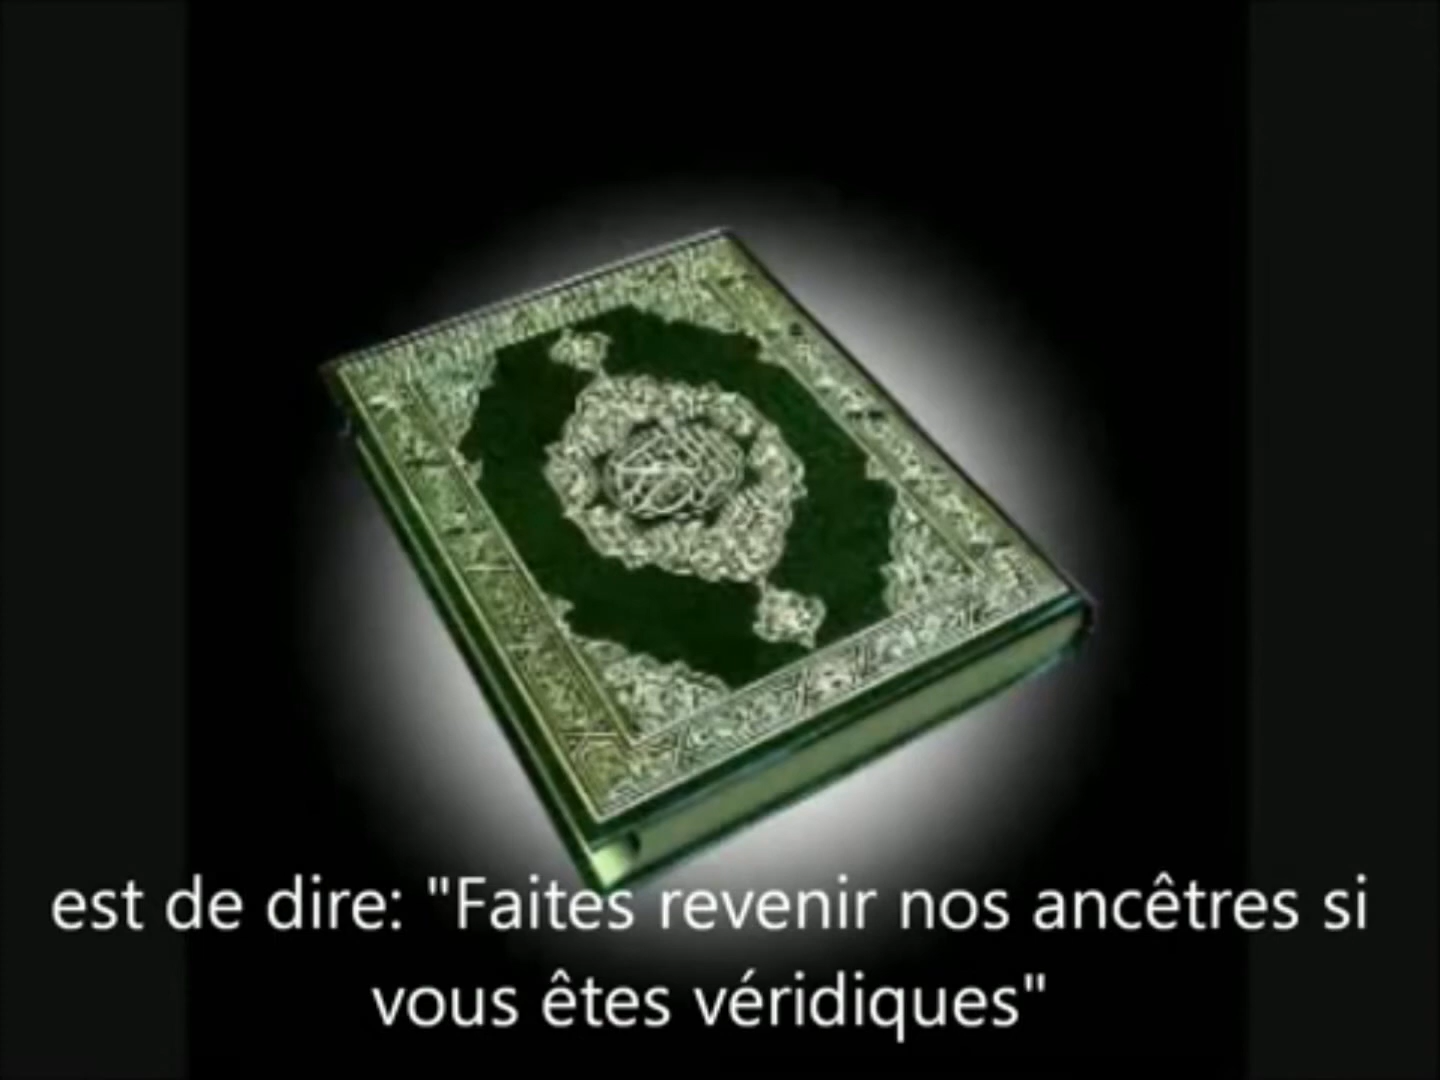 est de dire: "Faites revenir nos ancêtres si
vous êtes véridiques"